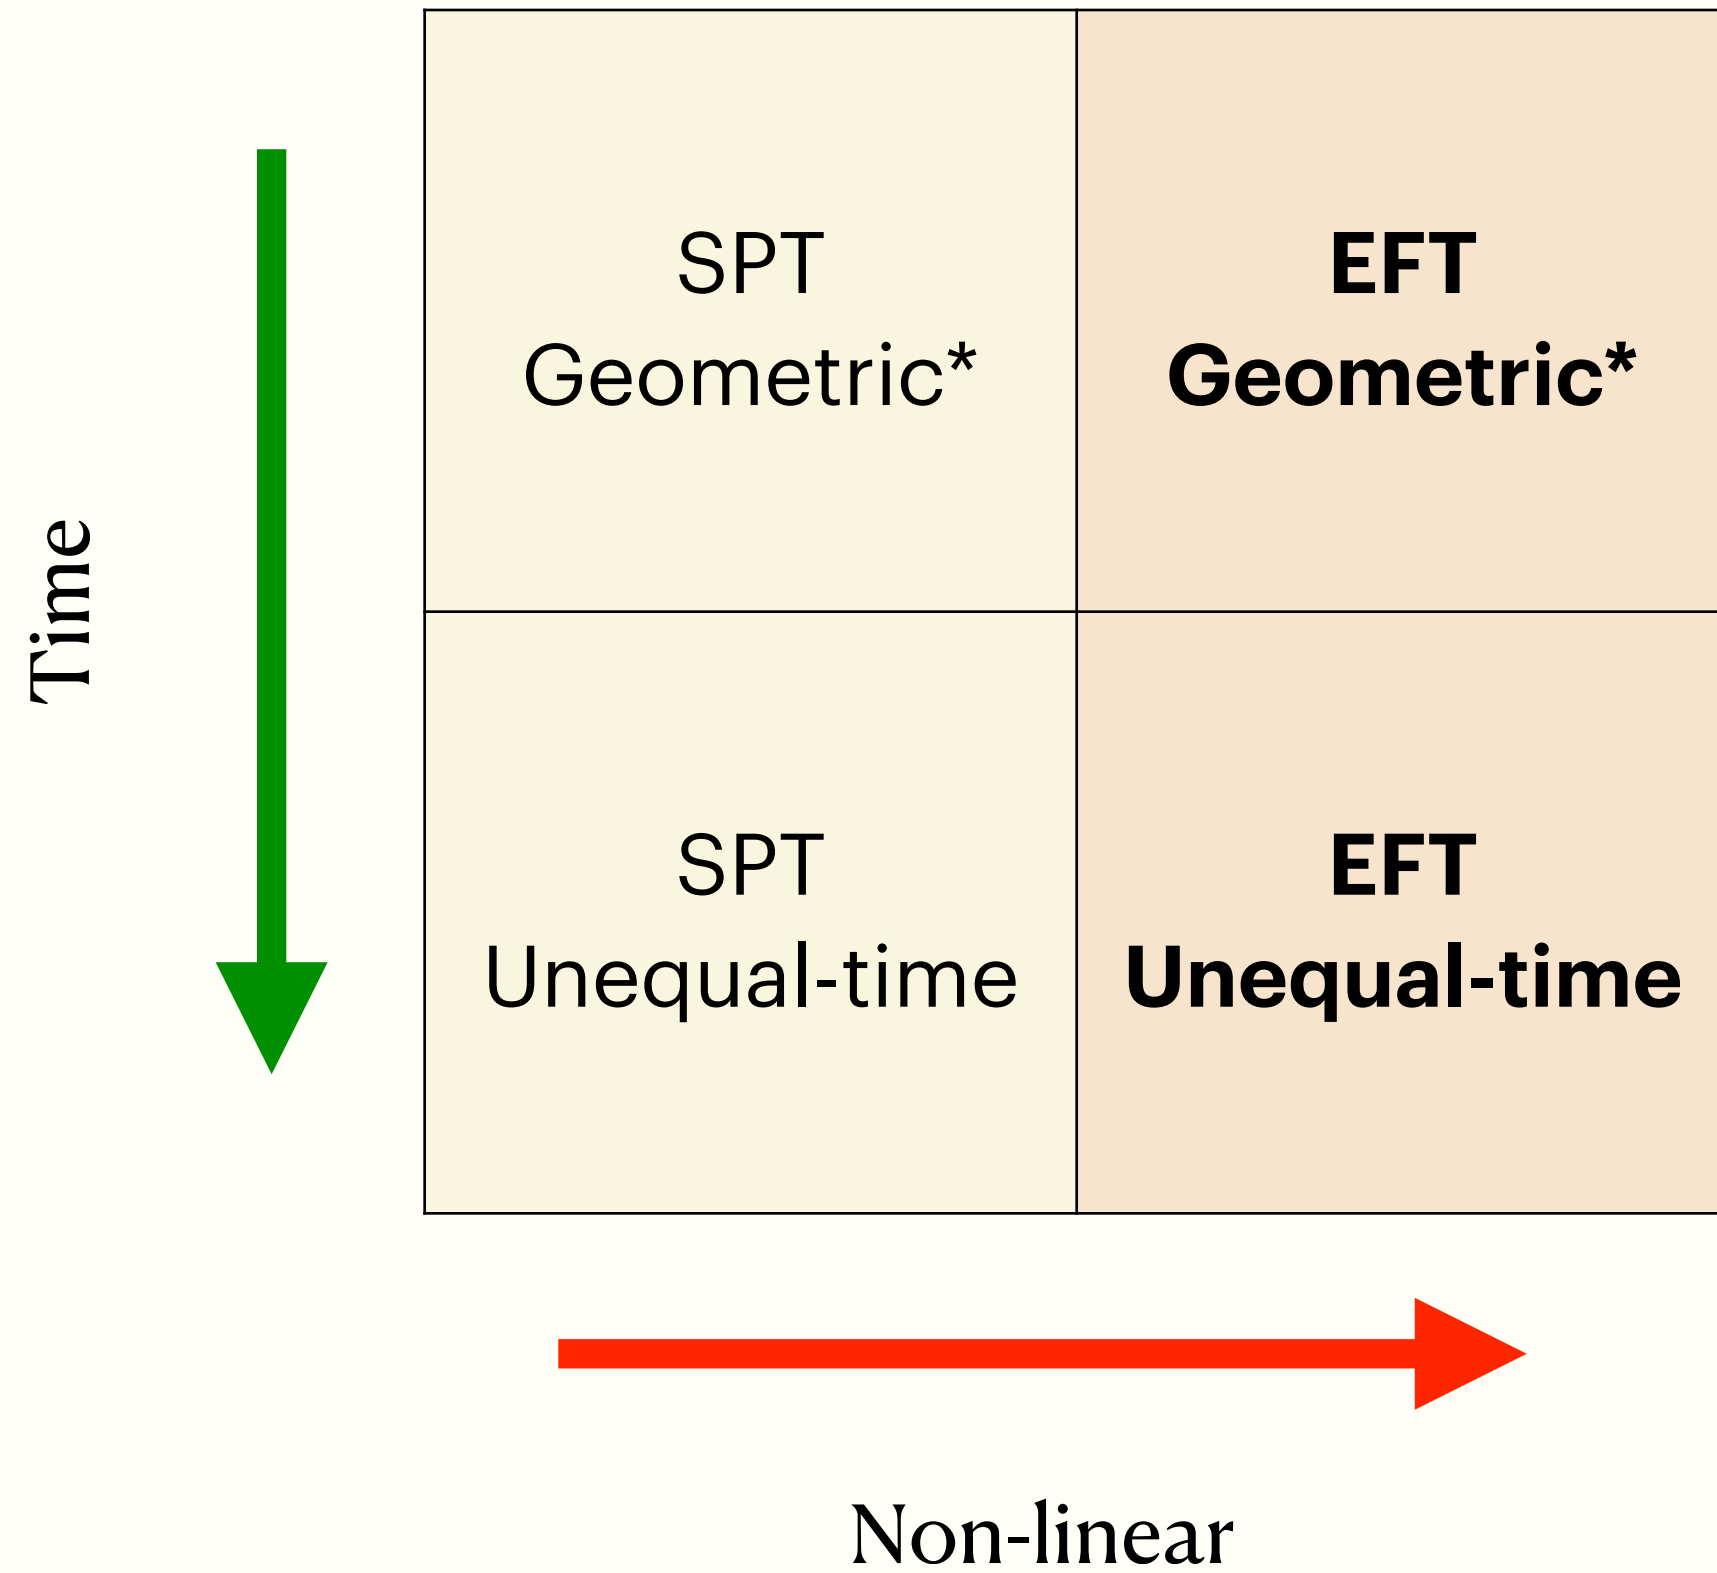 SPT
Geometric*
EFT
Geometric*
Time
SPT
Unequal-time
EFT
Unequal-time
Non-linear